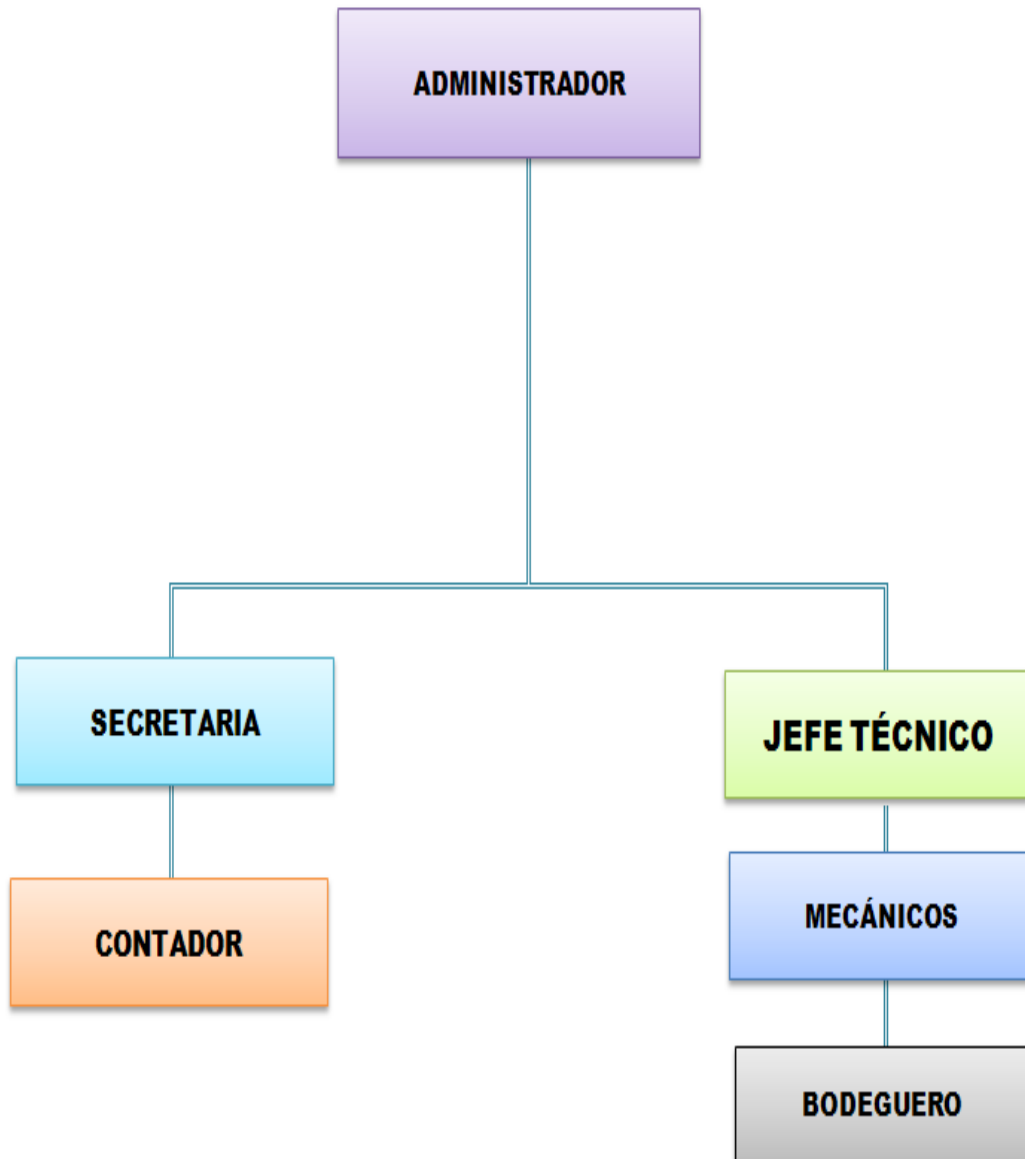 ADMINISTRADOR
SECRETARIA
JEFE TÉCNICO
CONTADOR
MECÁNICOS
BODEGUERO